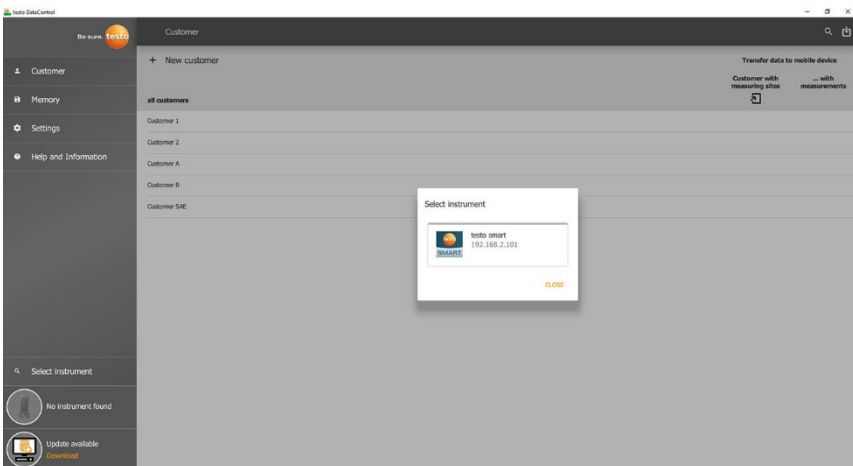 testo DataControl
Be sure. testo
Customer
Customer
Memory
Settings
Help and Information
Select instrument
No instrument found
Update available
Download
+ New customer
Transfer data to mobile device
Customer with
measuring sites
... with
measurements
all customers
Customer 1
Customer 2
Customer A
Customer B
Customer SAE
Select instrument
testo
SMART
testo smart
192.168.2.101
CLOSE